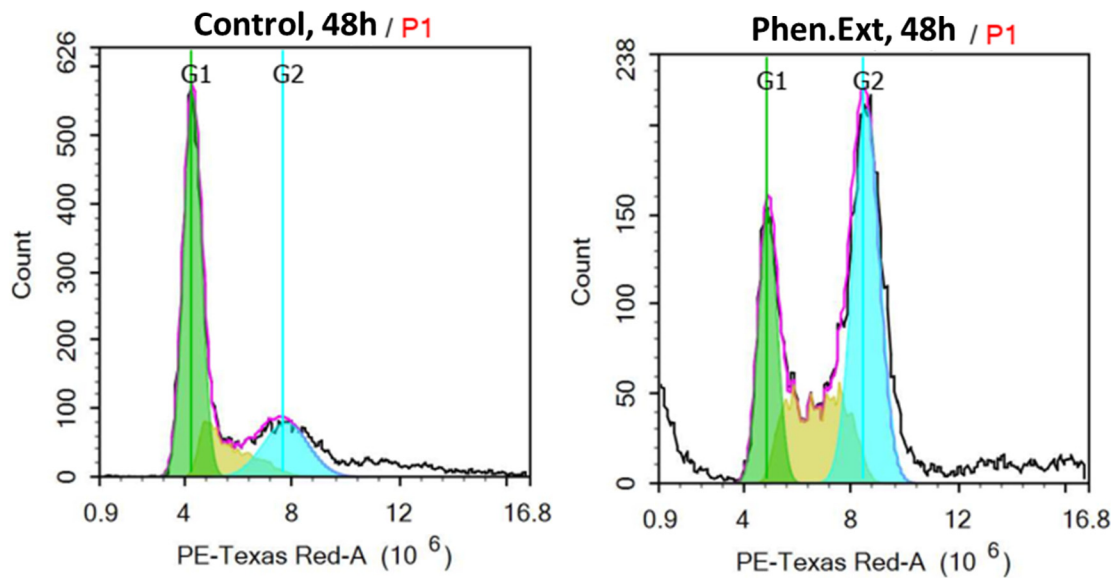 Control, 48h / P1
626
500
400
300
200
100
0
Count
G1
G2
0.9
4
8
12
16.8
PE-Texas Red-A (10 6)
Phen.Ext, 48h / P1
238
150
100
50
0
Count
G1
G2
0.9
4
8
12
16.8
PE-Texas Red-A (10 6)